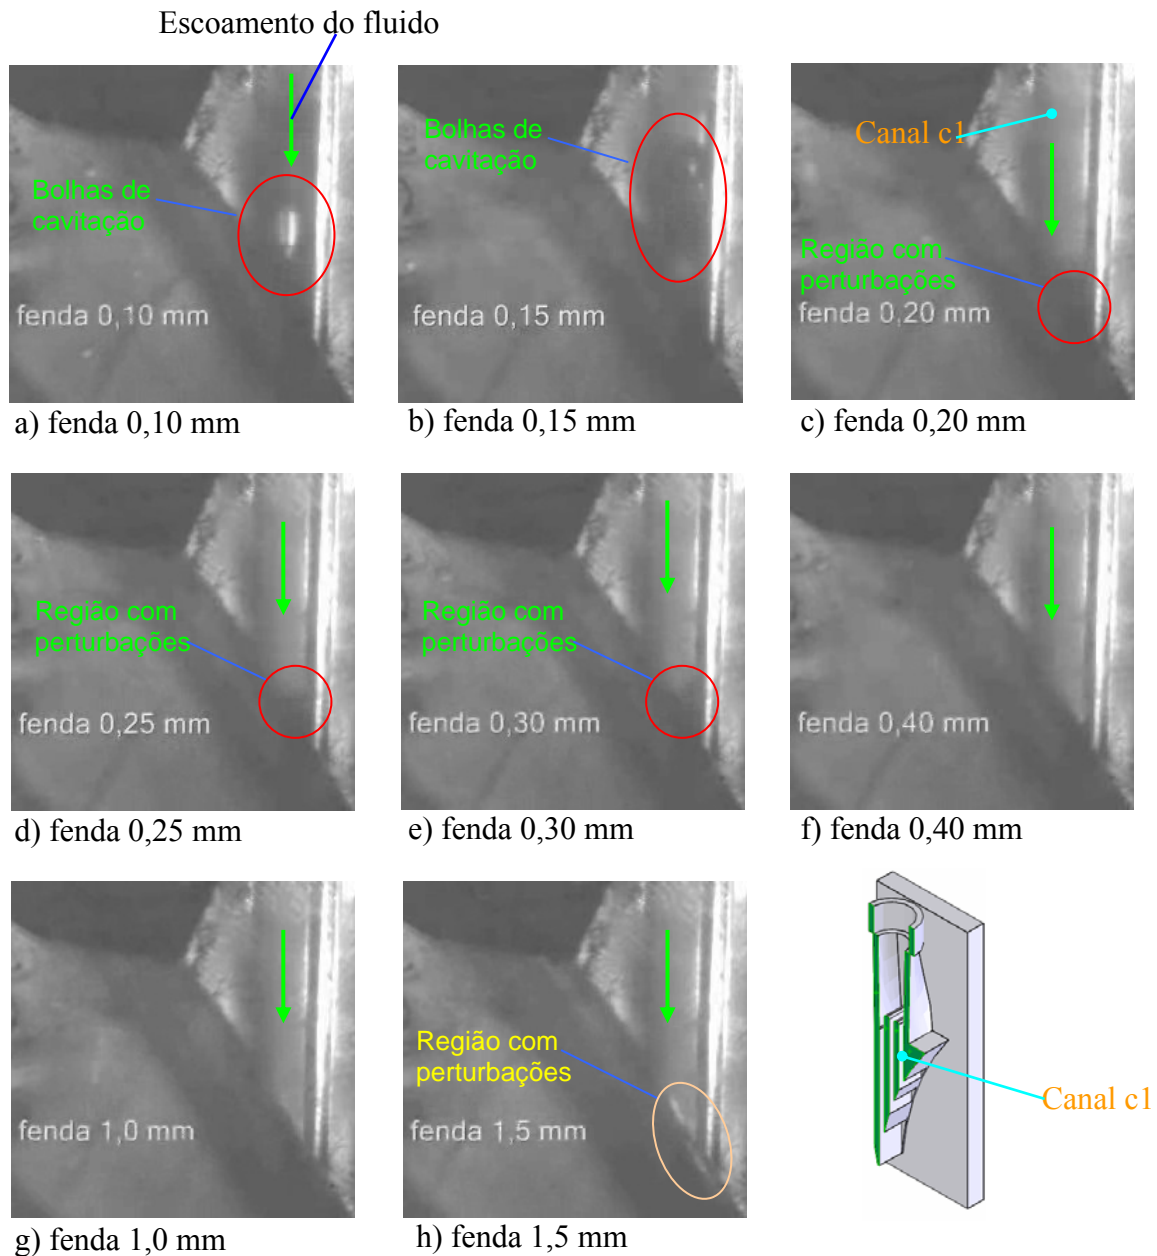 Escoamento do fluido
Bolhas de
cavitação
fenda 0,10 mm
a) fenda 0,10 mm
Bolhas de
cavitação
fenda 0,15 mm
b) fenda 0,15 mm
Canal c1
Região com
perturbações
fenda 0,20 mm
c) fenda 0,20 mm
Região com
perturbações
fenda 0,25 mm
d) fenda 0,25 mm
Região com
perturbações
fenda 0,30 mm
e) fenda 0,30 mm
fenda 0,40 mm
f) fenda 0,40 mm
fenda 1,0 mm
g) fenda 1,0 mm
Região com
perturbações
fenda 1,5 mm
h) fenda 1,5 mm
Canal c1